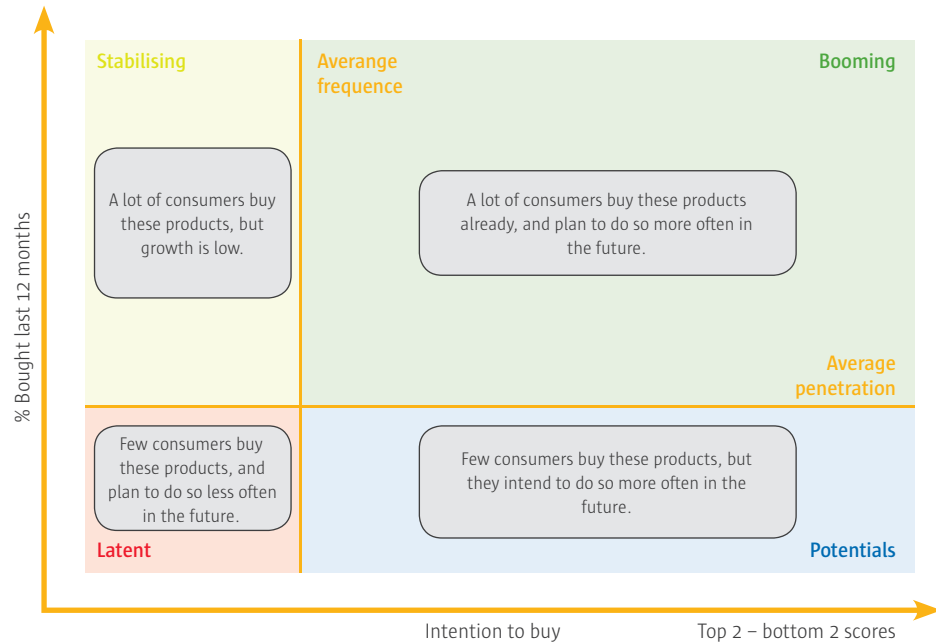 % Bought last 12 months
Stabilising
Averange
frequence
Booming
A lot of consumers buy
these products, but
growth is low.
A lot of consumers buy these products
already, and plan to do so more often in
the future.
Average
penetration
Few consumers buy
these products, and
plan to do so less often
in the future.
Few consumers buy these products, but
they intend to do so more often in the
future.
Latent
Potentials
Intention to buy
Top 2 – bottom 2 scores